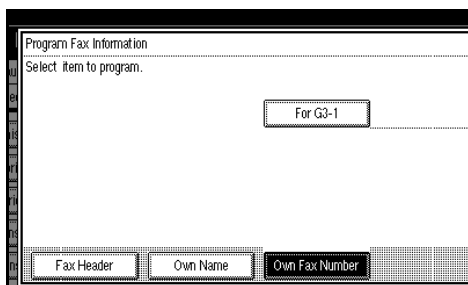 Program Fax Information
Select item to program.
For G3-1
Fax Header Own Name Own Fax Number